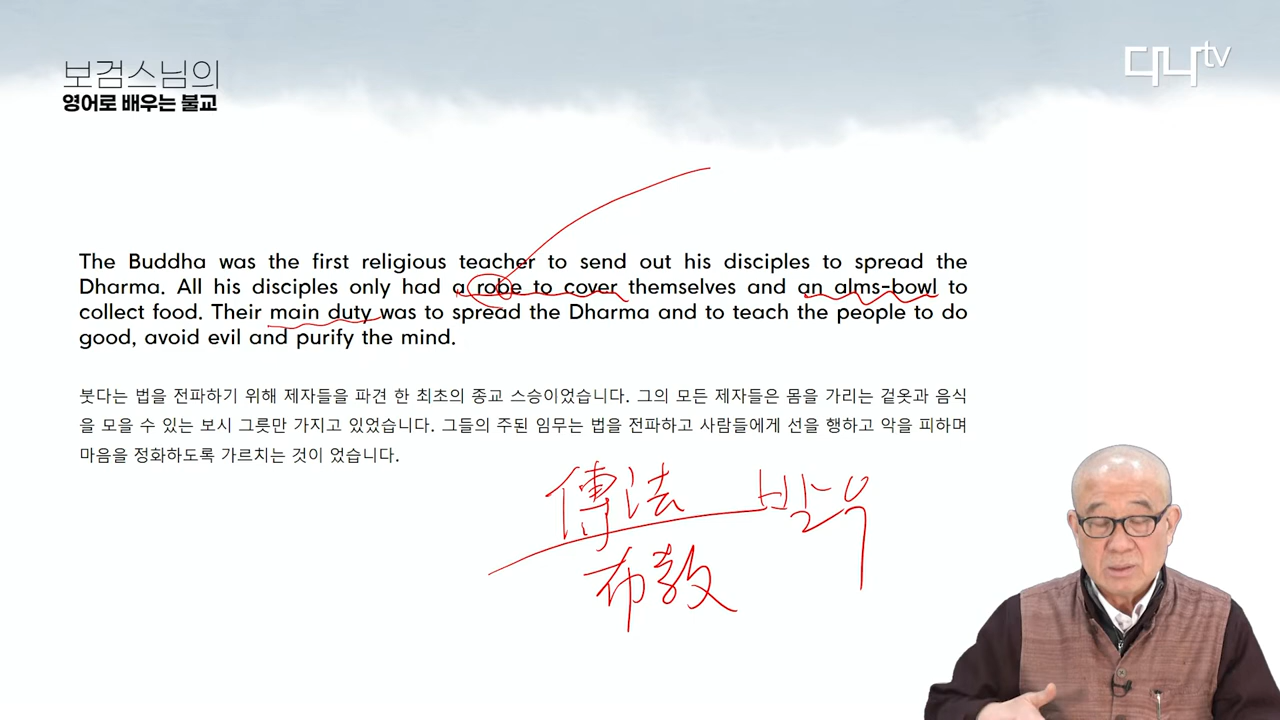 보검스님의
영어로 배우는 불교
다나tv
The Buddha was the first religious teacher to send out his disciples to spread the
Dharma. All his disciples only had a robe to cover themselves and an alms-bowl to
collect food. Their main duty was to spread the Dharma and to teach the people to do
good, avoid evil and purify the mind.
붓다는 법을 전파하기 위해 제자들을 파견 한 최초의 종교 스승이었습니다. 그의 모든 제자들은 몸을 가리는 겉옷과 음식
을 모을 수 있는 보시 그릇만 가지고 있었습니다. 그들의 주된 임무는 법을 전파하고 사람들에게 선을 행하고 악을 피하며
마음을 정화하도록 가르치는 것이 었습니다.
傳法 발우
布敎